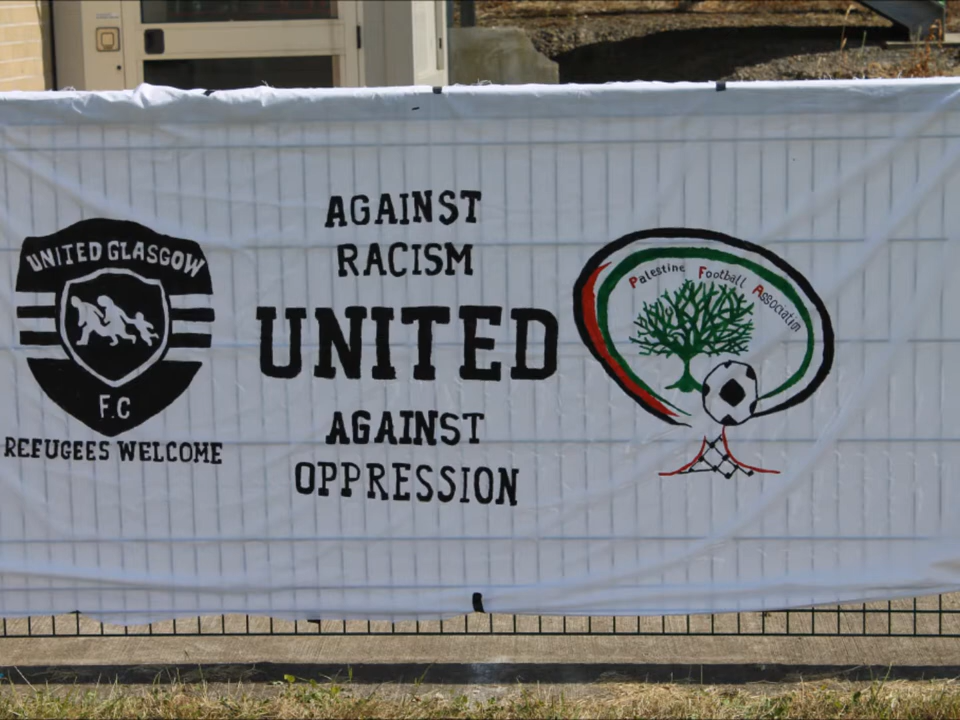 UNITED GLASGOW
F.C
REFUGEES WELCOME
AGAINST
RACISM
UNITED
AGAINST
OPPRESSION
Palestine Football Association